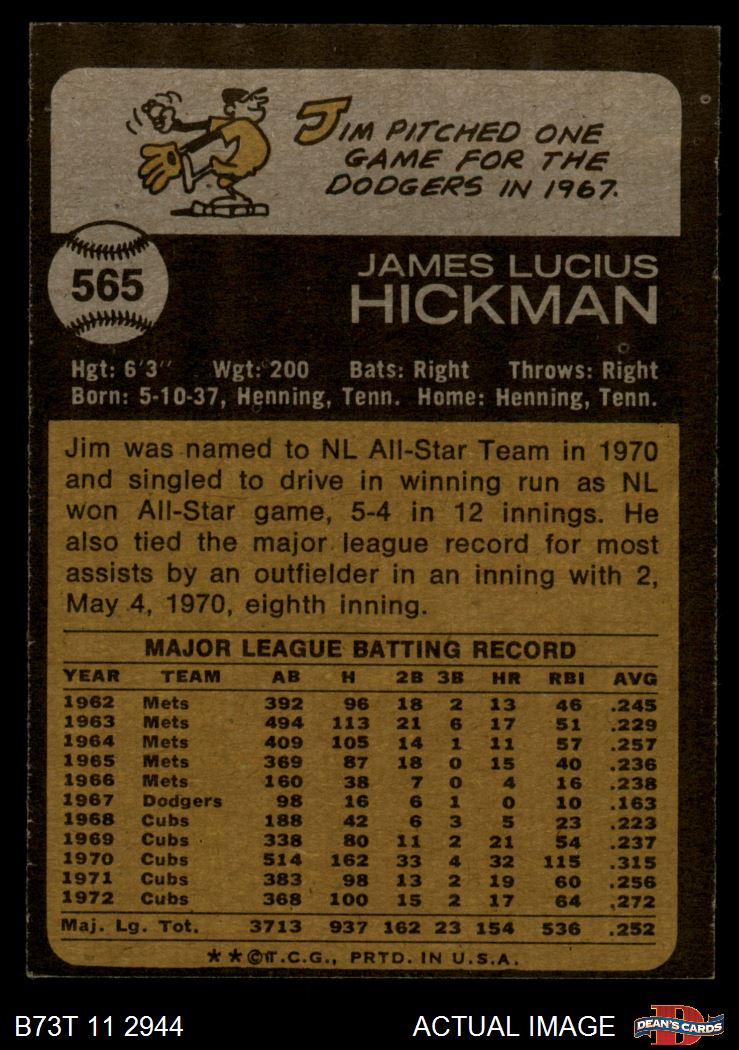 JIM PITCHED ONE
GAME FOR THE
DODGERS IN 1967.
565
JAMES LUCIUS
HICKMAN
Hgt: 6'3" Wgt: 200 Bats: Right Throws: Right
Born: 5-10-37, Henning, Tenn. Home: Henning, Tenn.
Jim was named to NL All-Star Team in 1970
and singled to drive in winning run as NL
won All-Star game, 5-4 in 12 innings. He
also tied the major league record for most
assists by an outfielder in an inning with 2,
May 4, 1970, eighth inning.
MAJOR LEAGUE BATTING RECORD
YEAR TEAM AB H 2B 3B HR RBI AVG
1962 Mets 392 96 18 2 13 46 .245
1963 Mets 494 113 21 6 17 51 .229
1964 Mets 409 105 14 1 11 57 .257
1965 Mets 369 87 18 0 15 40 .236
1966 Mets 160 38 7 0 4 16 .238
1967 Dodgers 98 16 6 1 0 10 .163
1968 Cubs 188 42 6 3 5 23 .223
1969 Cubs 338 80 11 2 21 54 .237
1970 Cubs 514 162 33 4 32 115 .315
1971 Cubs 383 98 13 2 19 60 .256
1972 Cubs 368 100 15 2 17 64 .272
Maj. Lg. Tot. 3713 937 162 23 154 536 .252
**©T.C.G., PRTD. IN U.S.A.
B73T 11 2944 ACTUAL IMAGE
D
DEAN'S CARDS